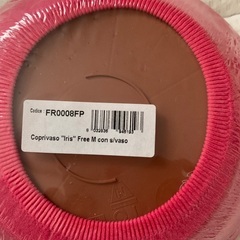 Codice FR0008FP
Coprivaso "Iris" Free M con s/vaso